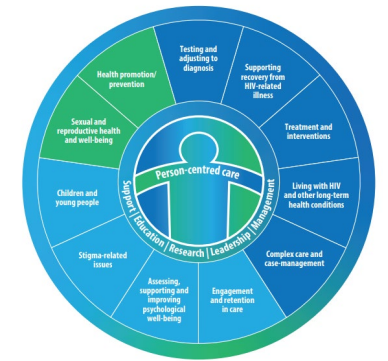 Testing and
adjusting to
diagnosis
Supporting
recovery from
HIV-related
illness
Treatment and
interventions
Living with HIV
and other long-term
health conditions
Complex care and
case-management
Engagement
and retention
in care
Assessing,
supporting and
improving
psychological
well-being
Stigma-related
issues
Children and
young people
Sexual and
reproductive health
and well-being
Health promotion/
prevention
Person-centred care
Support | Education | Research | Leadership | Management